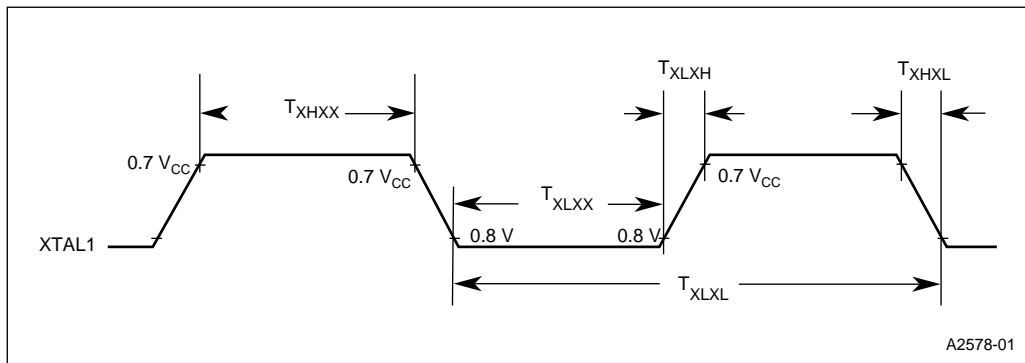 T_XLXH
T_XHXL
T_XHXX
0.7 V_CC
0.7 V_CC
0.7 V_CC
T_XLXX
XTAL1
0.8 V
0.8 V
T_XLXL
A2578-01